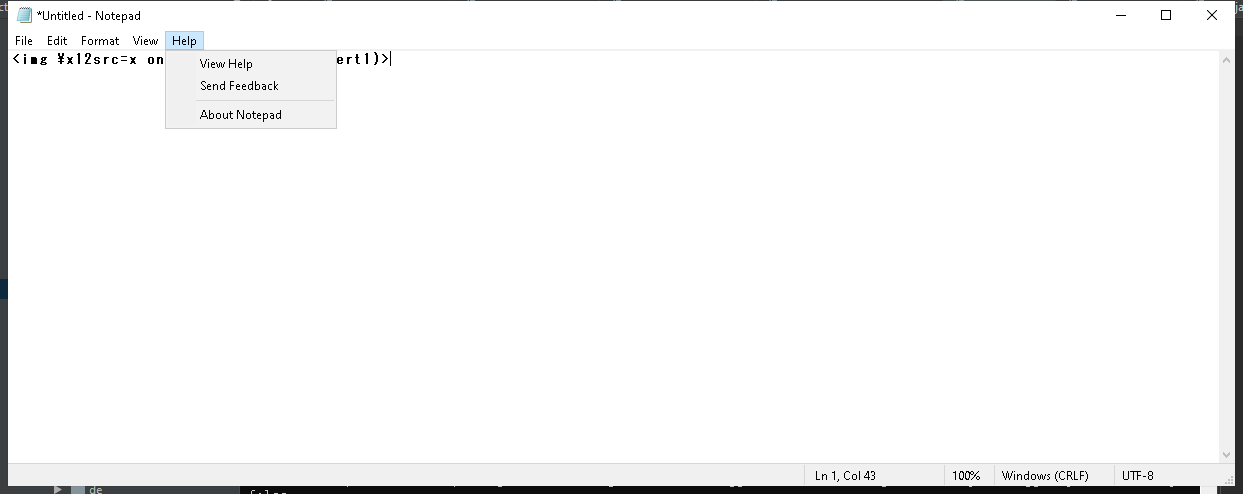 *Untitled - Notepad
File Edit Format View Help
<img ¥x12src=x on ert1)>
View Help
Send Feedback
About Notepad
Ln 1, Col 43 100% Windows (CRLF) UTF-8
de